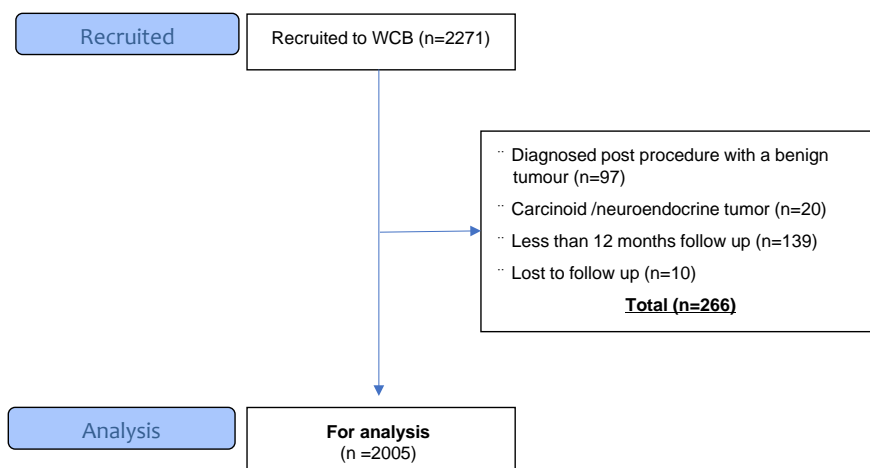 Recruited
Recruited to WCB (n=2271)
¨ Diagnosed post procedure with a benign
tumour (n=97)
¨ Carcinoid /neuroendocrine tumor (n=20)
¨ Less than 12 months follow up (n=139)
¨ Lost to follow up (n=10)
Total (n=266)
Analysis
For analysis
(n =2005)